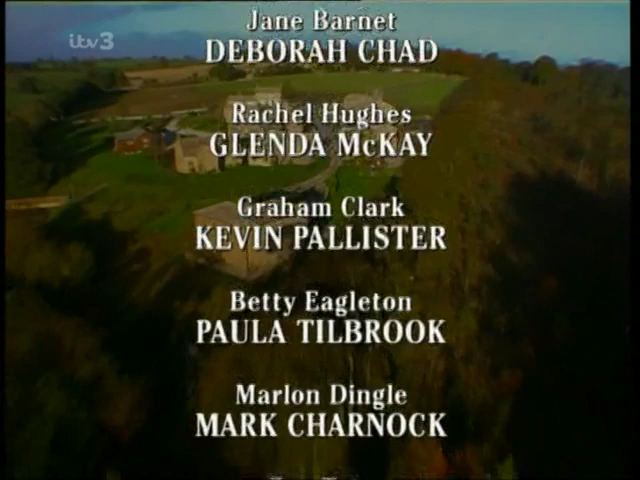 itv3
Jane Barnet
DEBORAH CHAD
Rachel Hughes
GLENDA McKAY
Graham Clark
KEVIN PALLISTER
Betty Eagleton
PAULA TILBROOK
Marlon Dingle
MARK CHARNOCK